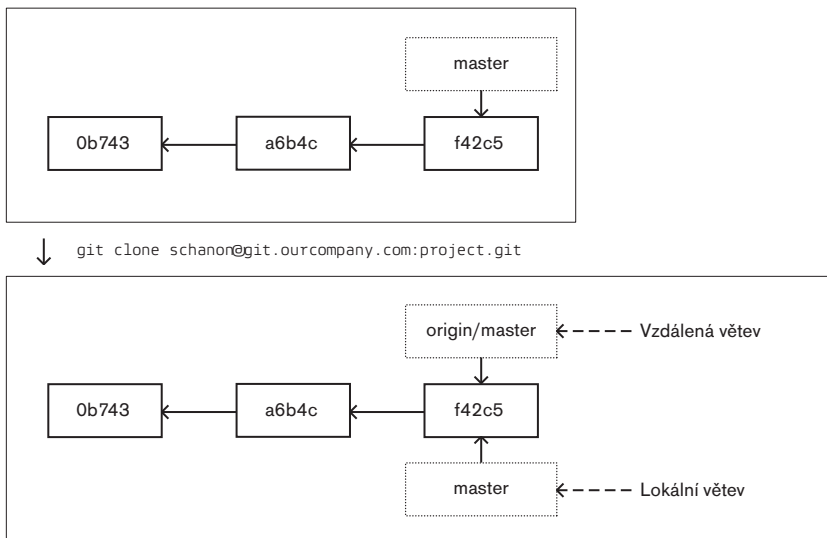 master
0b743 a6b4c f42c5
git clone schanon@git.ourcompany.com:project.git
origin/master Vzdálená větev
0b743 a6b4c f42c5
master Lokální větev